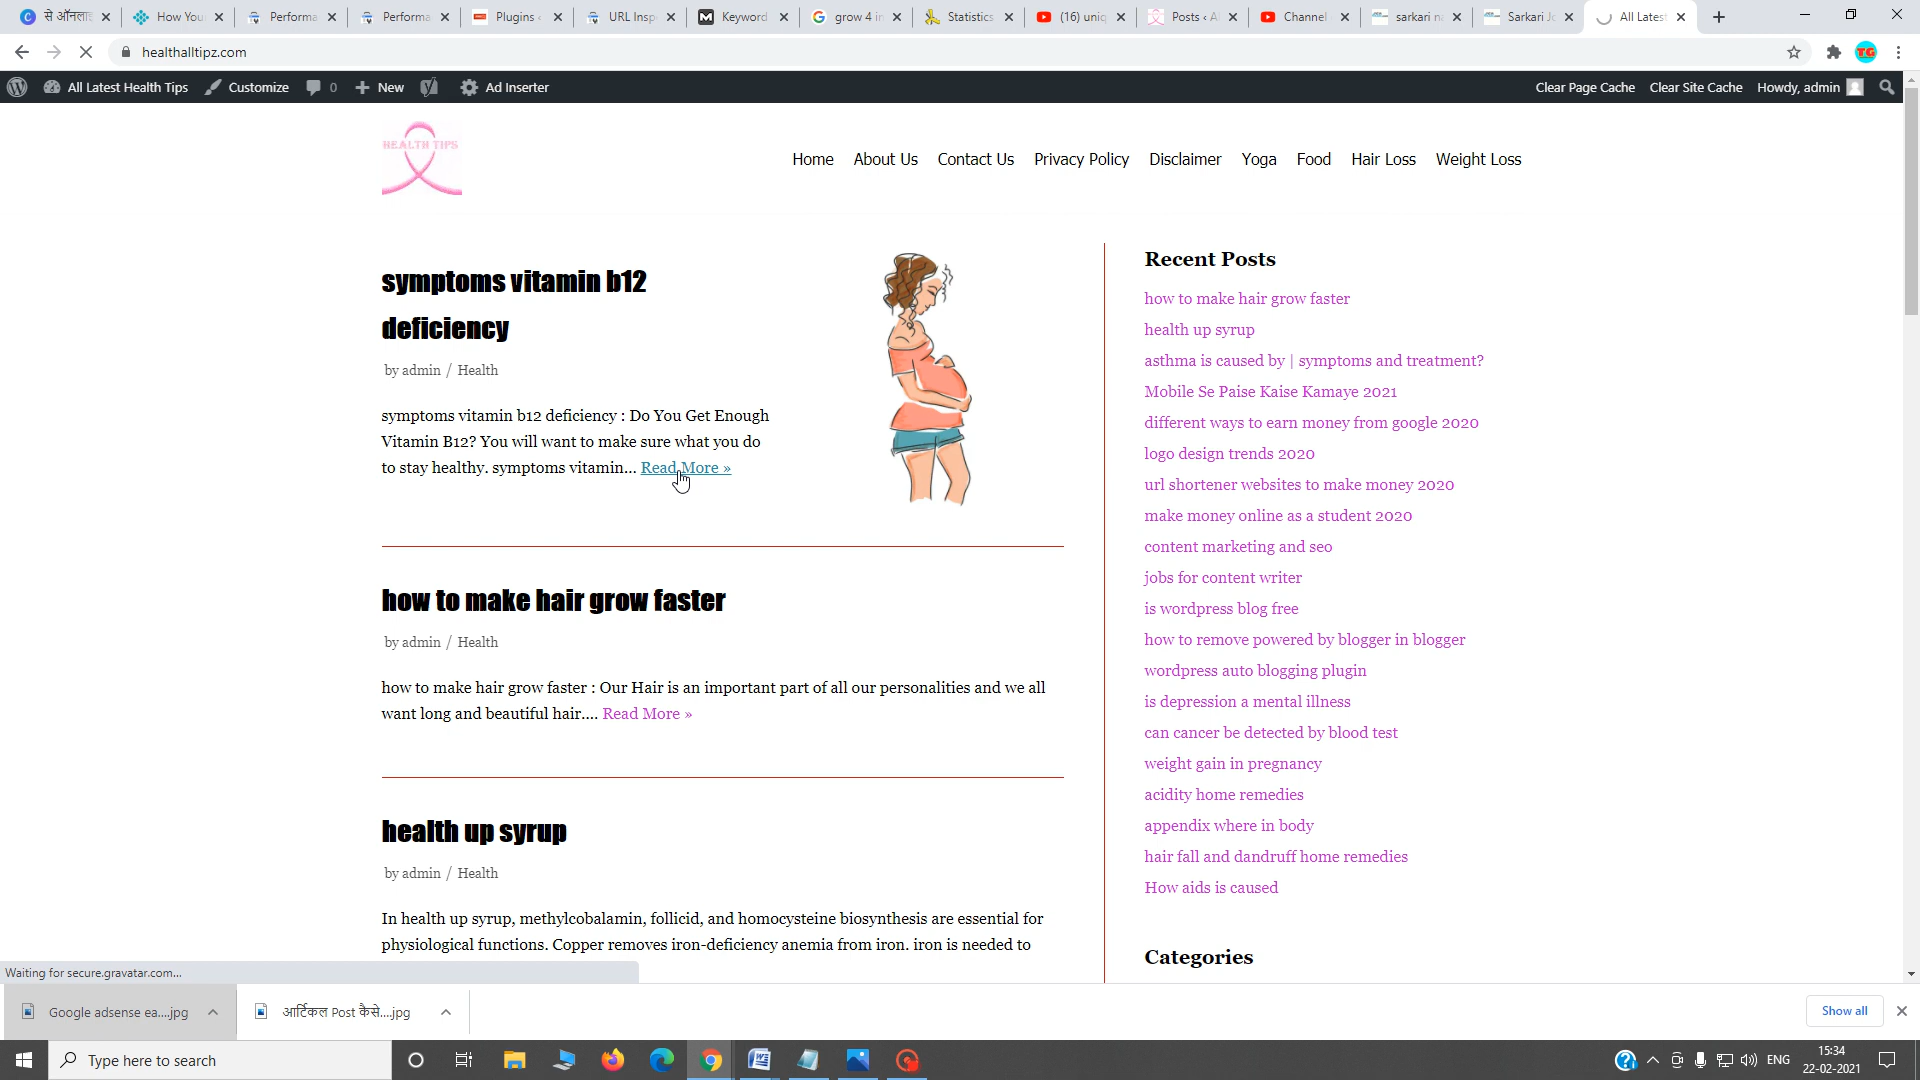 से ऑनलाइ
How You
Performa
Performa
Plugins ‹
URL Insp
Keyword
grow 4 in
Statistics
(16) uniq
Posts ‹ A
Channel
sarkari n
Sarkari Jo
All Latest
healthalltipz.com
TG
All Latest Health Tips
Customize
0
New
Ad Inserter
Clear Page Cache
Clear Site Cache
Howdy, admin
HEALTH TIPS
Home
About Us
Contact Us
Privacy Policy
Disclaimer
Yoga
Food
Hair Loss
Weight Loss
symptoms vitamin b12
deficiency
by admin / Health
symptoms vitamin b12 deficiency : Do You Get Enough
Vitamin B12? You will want to make sure what you do
to stay healthy. symptoms vitamin... Read More »
how to make hair grow faster
by admin / Health
how to make hair grow faster : Our Hair is an important part of all our personalities and we all
want long and beautiful hair.... Read More »
health up syrup
by admin / Health
In health up syrup, methylcobalamin, follicid, and homocysteine biosynthesis are essential for
physiological functions. Copper removes iron-deficiency anemia from iron. iron is needed to
Recent Posts
how to make hair grow faster
health up syrup
asthma is caused by | symptoms and treatment?
Mobile Se Paise Kaise Kamaye 2021
different ways to earn money from google 2020
logo design trends 2020
url shortener websites to make money 2020
make money online as a student 2020
content marketing and seo
jobs for content writer
is wordpress blog free
how to remove powered by blogger in blogger
wordpress auto blogging plugin
is depression a mental illness
can cancer be detected by blood test
weight gain in pregnancy
acidity home remedies
appendix where in body
hair fall and dandruff home remedies
How aids is caused
Categories
Waiting for secure.gravatar.com...
Google adsense ea....jpg
आर्टिकल Post कैसे....jpg
Show all
Type here to search
ENG
15:34
22-02-2021